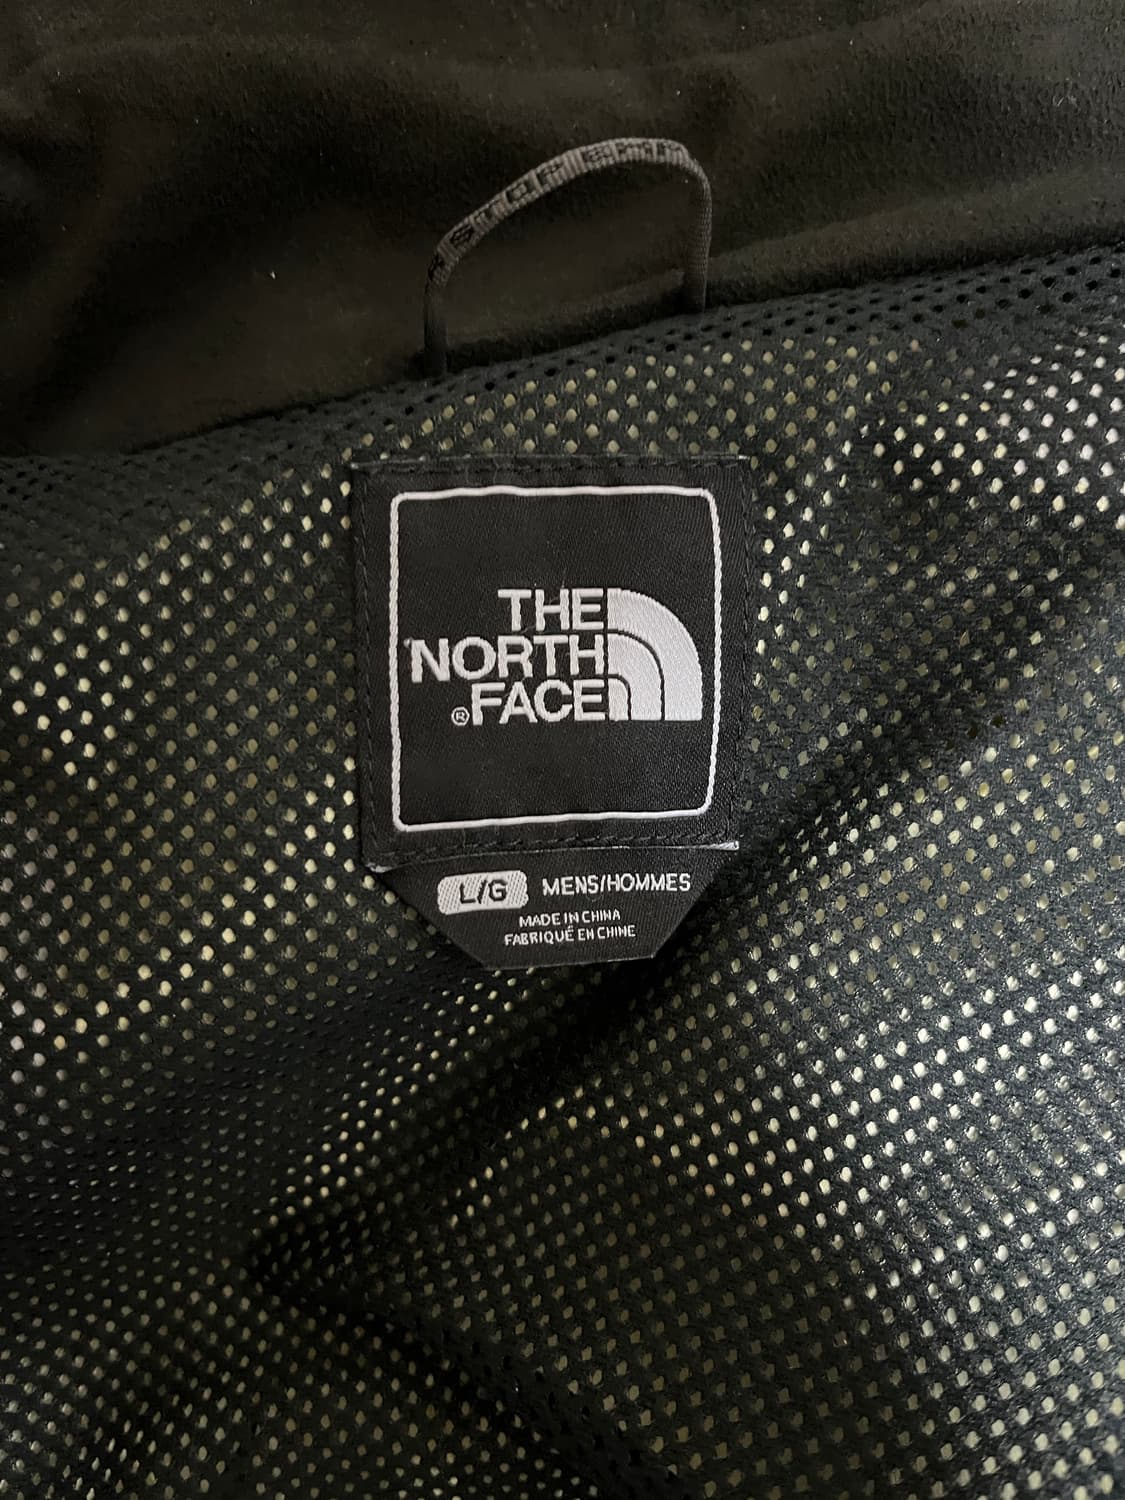 THE
NORTH
FACE
®
L/G MENS/HOMMES
MADE IN CHINA
FABRIQUÉ EN CHINE